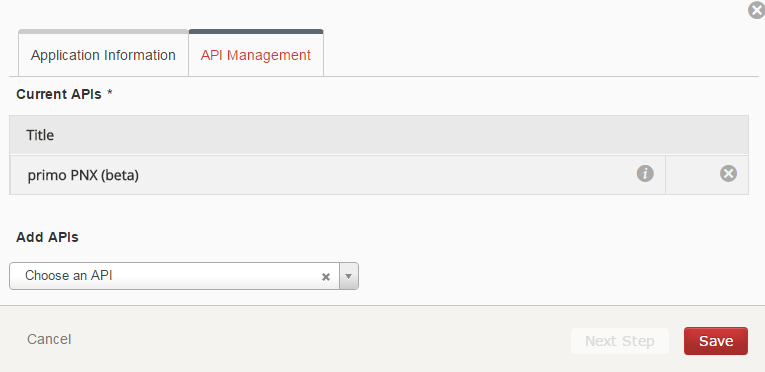 Application Information API Management
Current APIs *
Title
primo PNX (beta)
Add APIs
Choose an API
Cancel Next Step Save